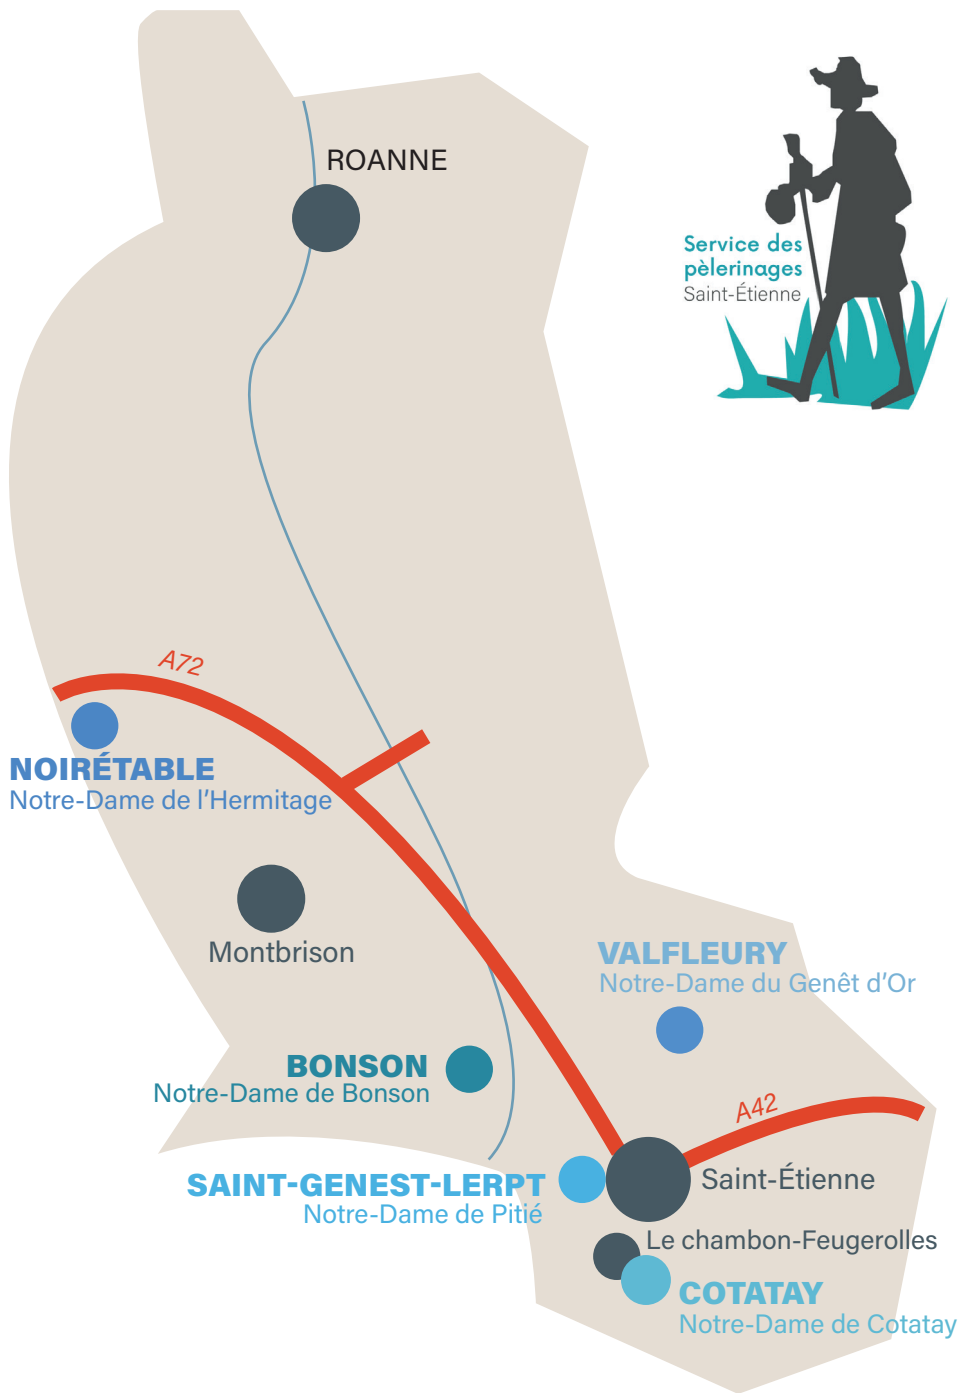 ROANNE
Service des
pèlerinages
Saint-Étienne
A72
NOIRÉTABLE
Notre-Dame de l'Hermitage
Montbrison
VALFLEURY
Notre-Dame du Genêt d'Or
BONSON
Notre-Dame de Bonson
A42
SAINT-GENEST-LERPT
Notre-Dame de Pitié
Saint-Étienne
Le chambon-Feugerolles
COTATAY
Notre-Dame de Cotatay